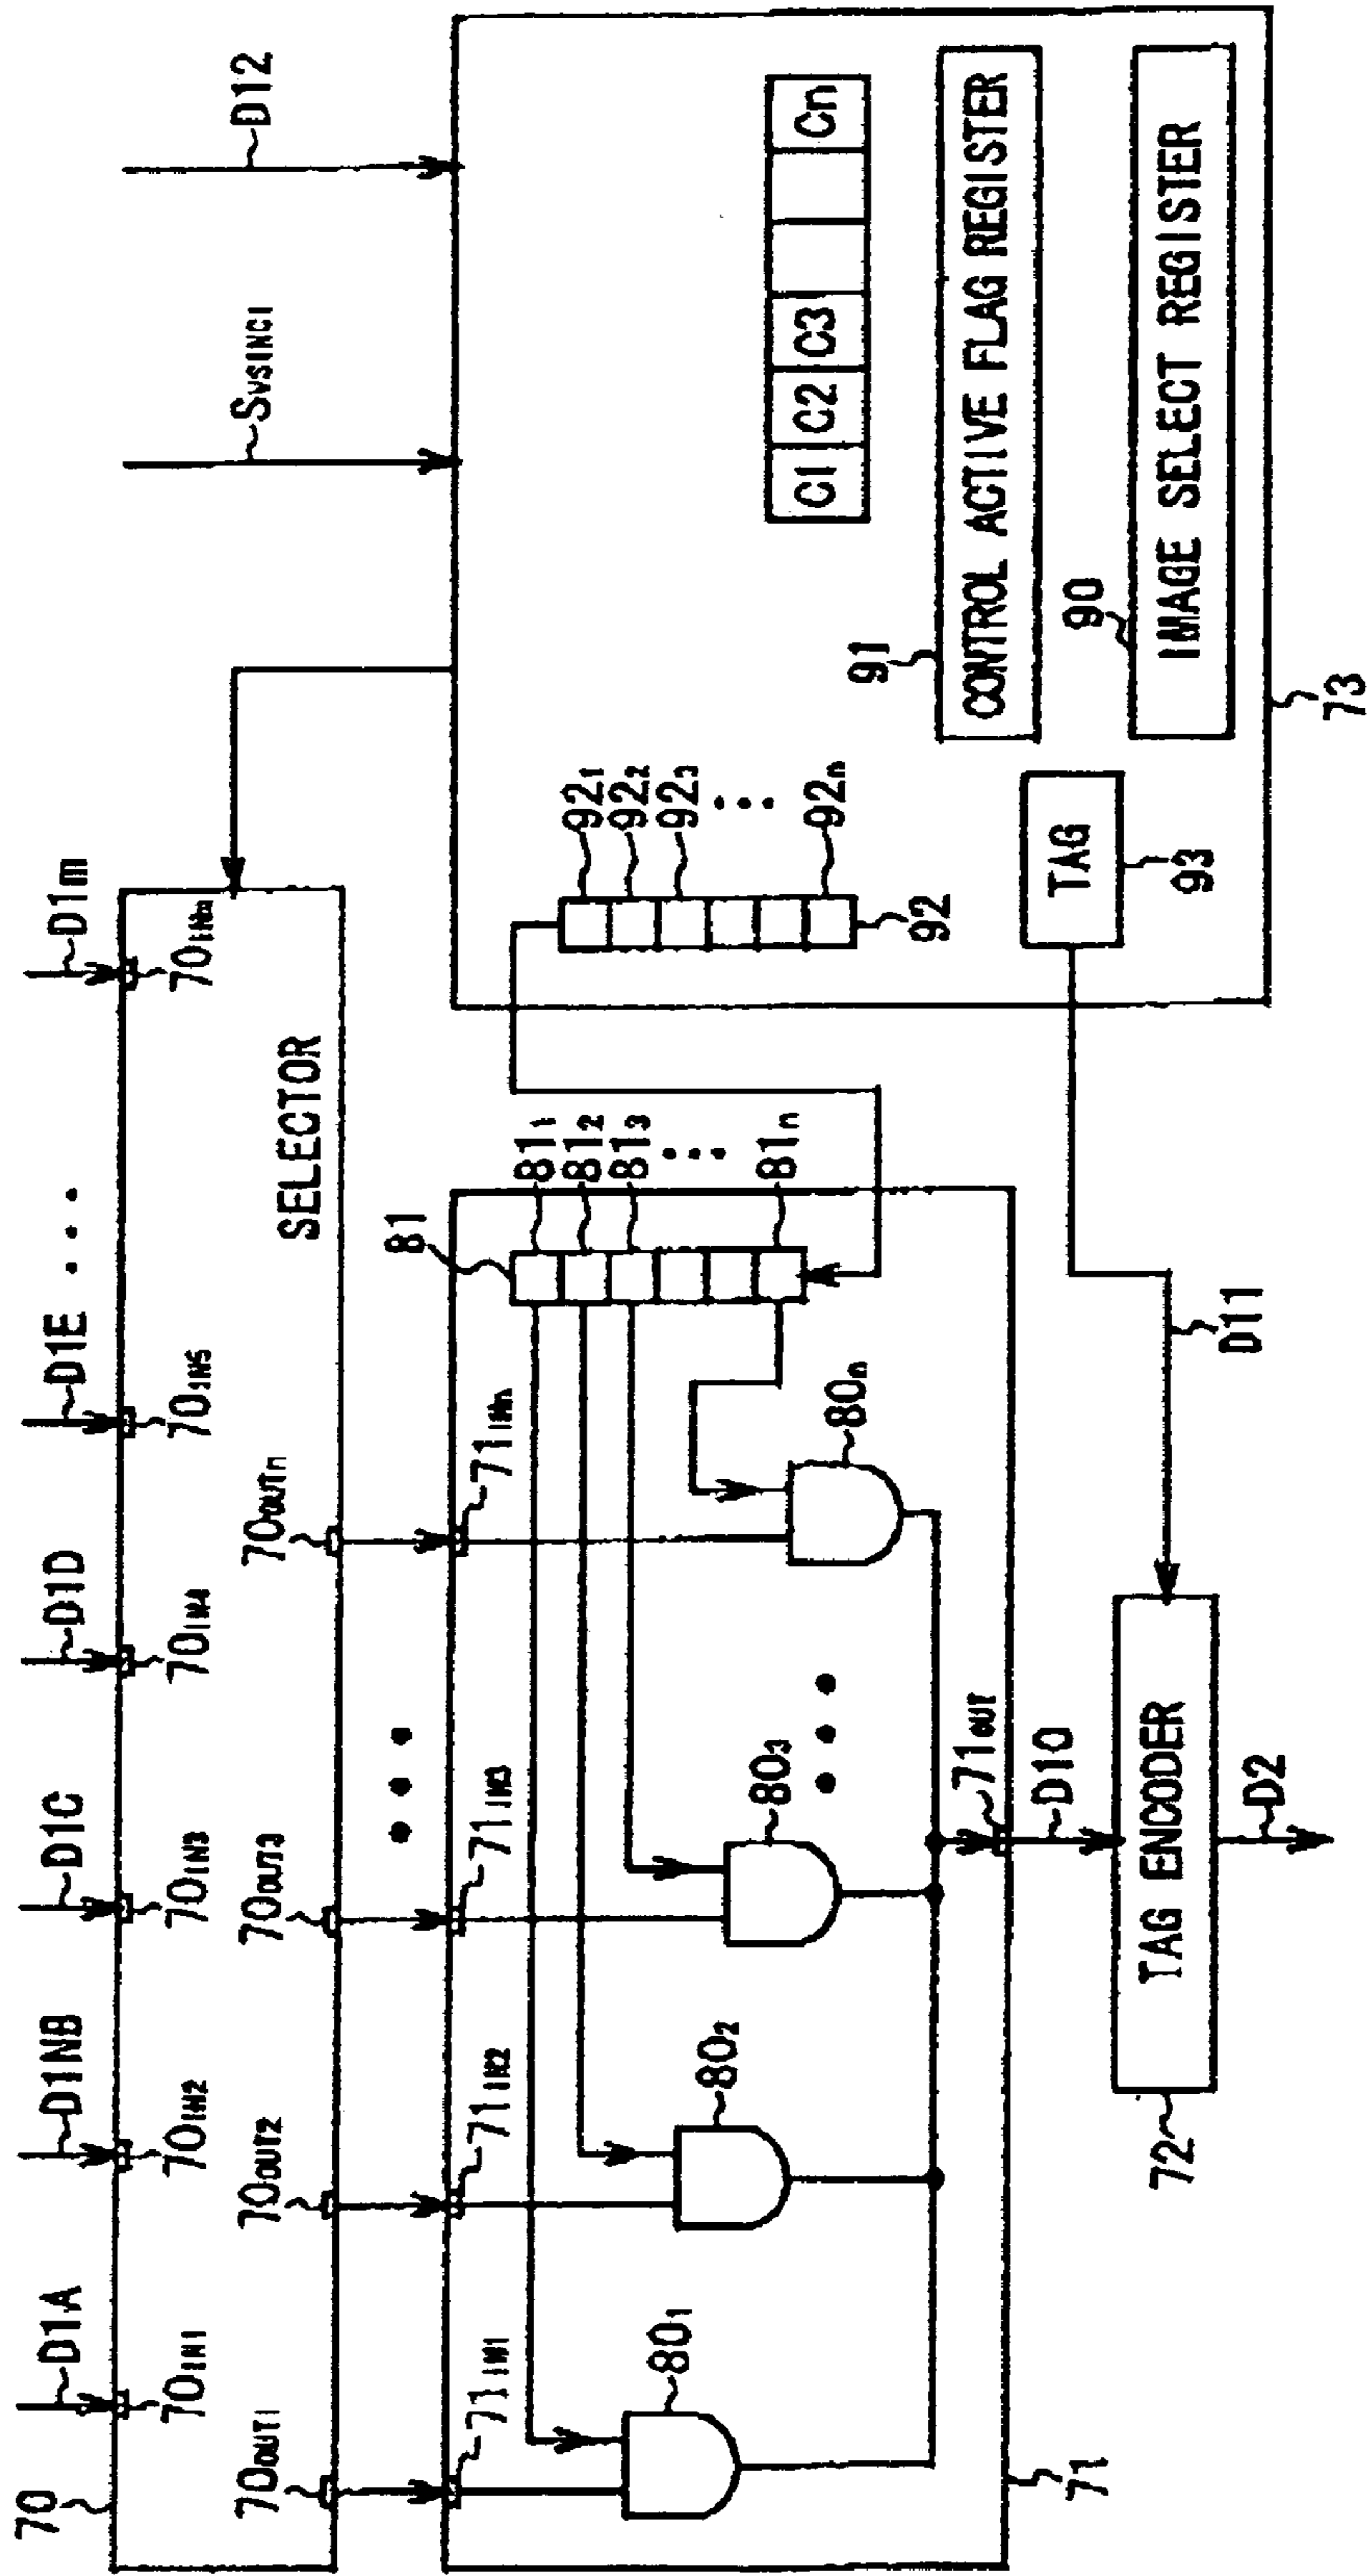 D1A
D1NB
D1C
D1D
D1E
D1m
70
70IN1
70IN2
70IN3
70IN4
70IN5
70INm
SELECTOR
70OUT1
70OUT2
70OUT3
70OUTn
SVSINC1
D12
71IN1
71IN2
71IN3
71INn
81
811
812
813
81n
801
802
803
80n
71OUT
71
D10
TAG ENCODER
72
D2
D11
921
922
923
92n
92
TAG
93
C1 C2 C3 Cn
91
CONTROL ACTIVE FLAG REGISTER
90
IMAGE SELECT REGISTER
73